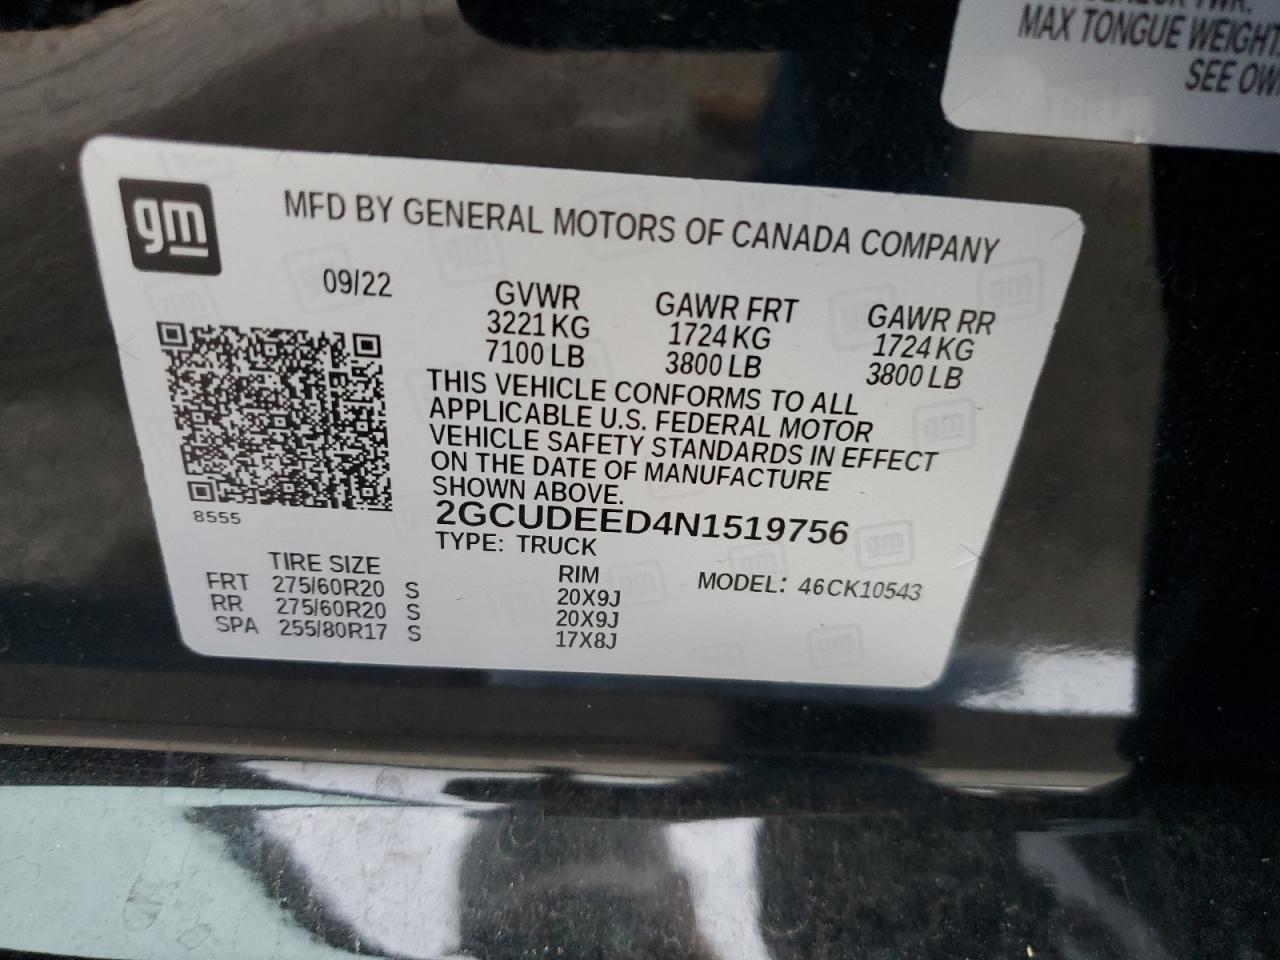 MAX TONGUE WEIGHT
SEE
gm
MFD BY GENERAL MOTORS OF CANADA COMPANY
09/22
GVWR GAWR FRT GAWR RR
3221 KG 1724 KG 1724 KG
7100 LB 3800 LB 3800 LB
THIS VEHICLE CONFORMS TO ALL
APPLICABLE U.S. FEDERAL MOTOR
VEHICLE SAFETY STANDARDS IN EFFECT
ON THE DATE OF MANUFACTURE
SHOWN ABOVE.
8555
2GCUDEED4N1519756
TYPE: TRUCK
TIRE SIZE RIM MODEL: 46CK10543
FRT 275/60R20 S 20X9J
RR 275/60R20 S 20X9J
SPA 255/80R17 S 17X8J